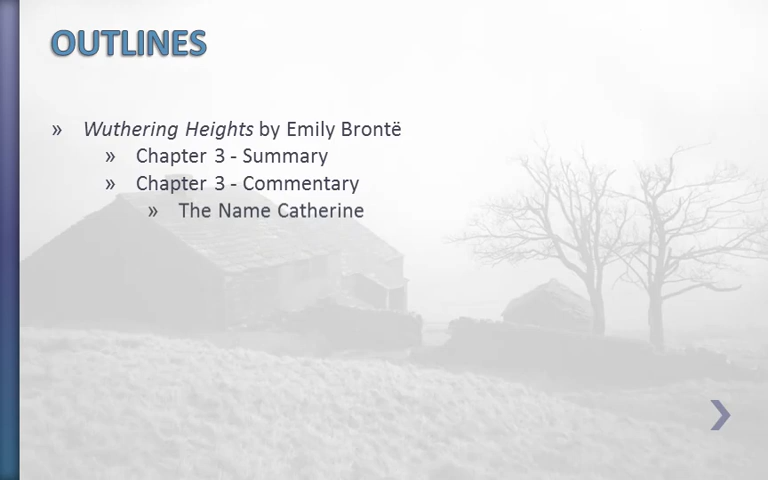 OUTLINES
» Wuthering Heights by Emily Brontë
» Chapter 3 - Summary
» Chapter 3 - Commentary
» The Name Catherine